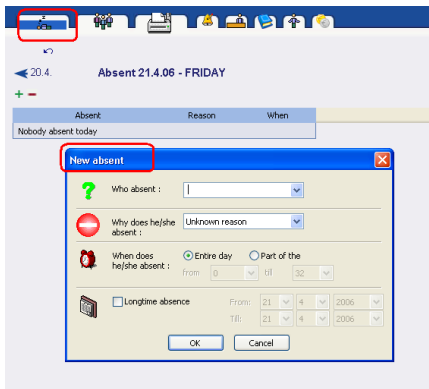 20.4.
Absent 21.4.06 - FRIDAY
Absent Reason When
Nobody absent today
New absent
Who absent :
Why does he/she absent : Unknown reason
When does he/she absent : Entire day Part of the
from 0 till 32
Longtime absence From: 21 4 2006
Till: 21 4 2006
OK Cancel